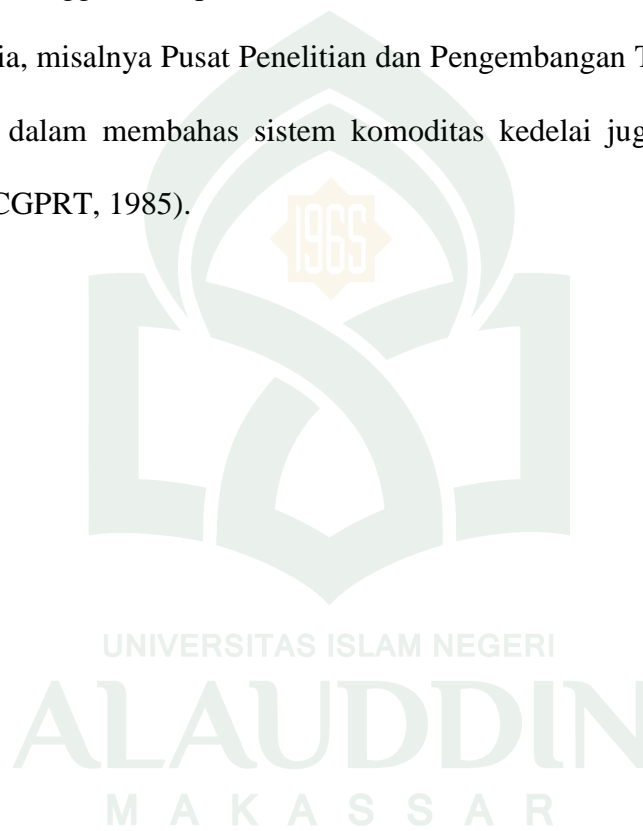 ia, misalnya Pusat Penelitian dan Pengembangan T
dalam membahas sistem komoditas kedelai jug
CGPRT, 1985).
1965
UNIVERSITAS ISLAM NEGERI
ALAUDDIN
MAKASSAR